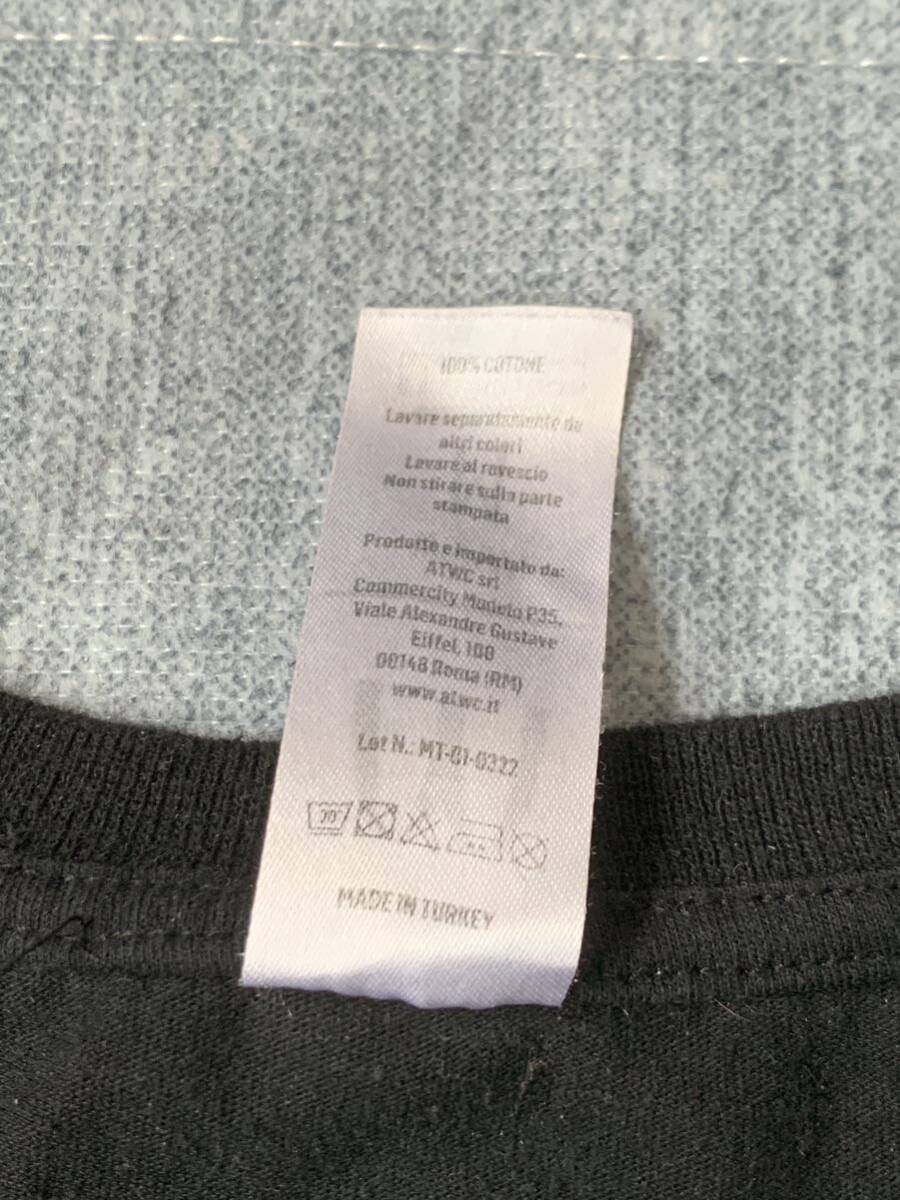 100% COTONE
Lavare separatamente da
altri colori
Lavare al rovescio
Non stirare sulla parte
stampata
Prodotto e importato da:
ATWC srl
Commercity Modulo P35,
Viale Alexandre Gustave
Eiffel, 100
00148 Roma (RM)
www.atwc.it
Lot N.: MT-01-0322
30°
MADE IN TURKEY